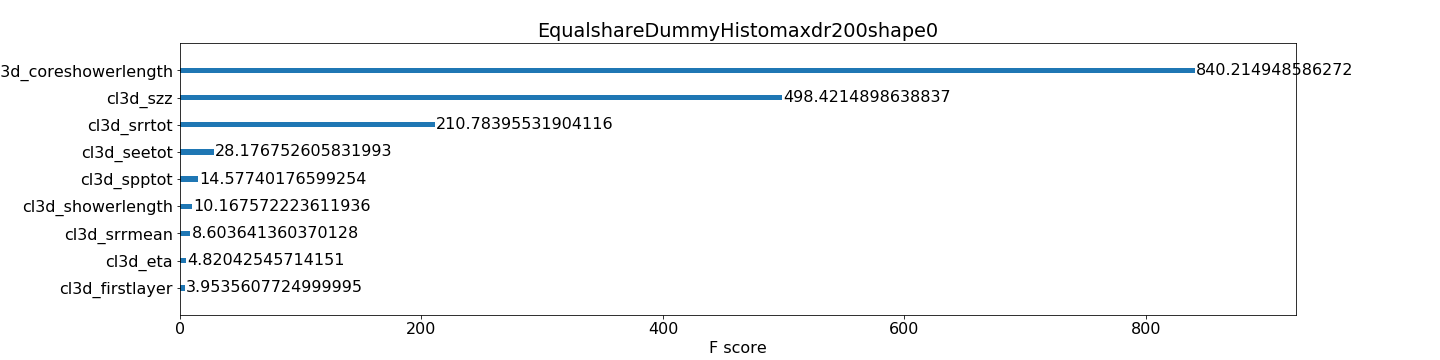 EqualshareDummyHistomaxdr200shape0
3d_coreshowerlength 840.214948586272
cl3d_szz 498.4214898638837
cl3d_srrtot 210.78395531904116
cl3d_seetot 28.176752605831993
cl3d_spptot 14.57740176599254
cl3d_showerlength 10.167572223611936
cl3d_srrmean 8.603641360370128
cl3d_eta 4.82042545714151
cl3d_firstlayer 3.9535607724999995
0 200 400 600 800
F score